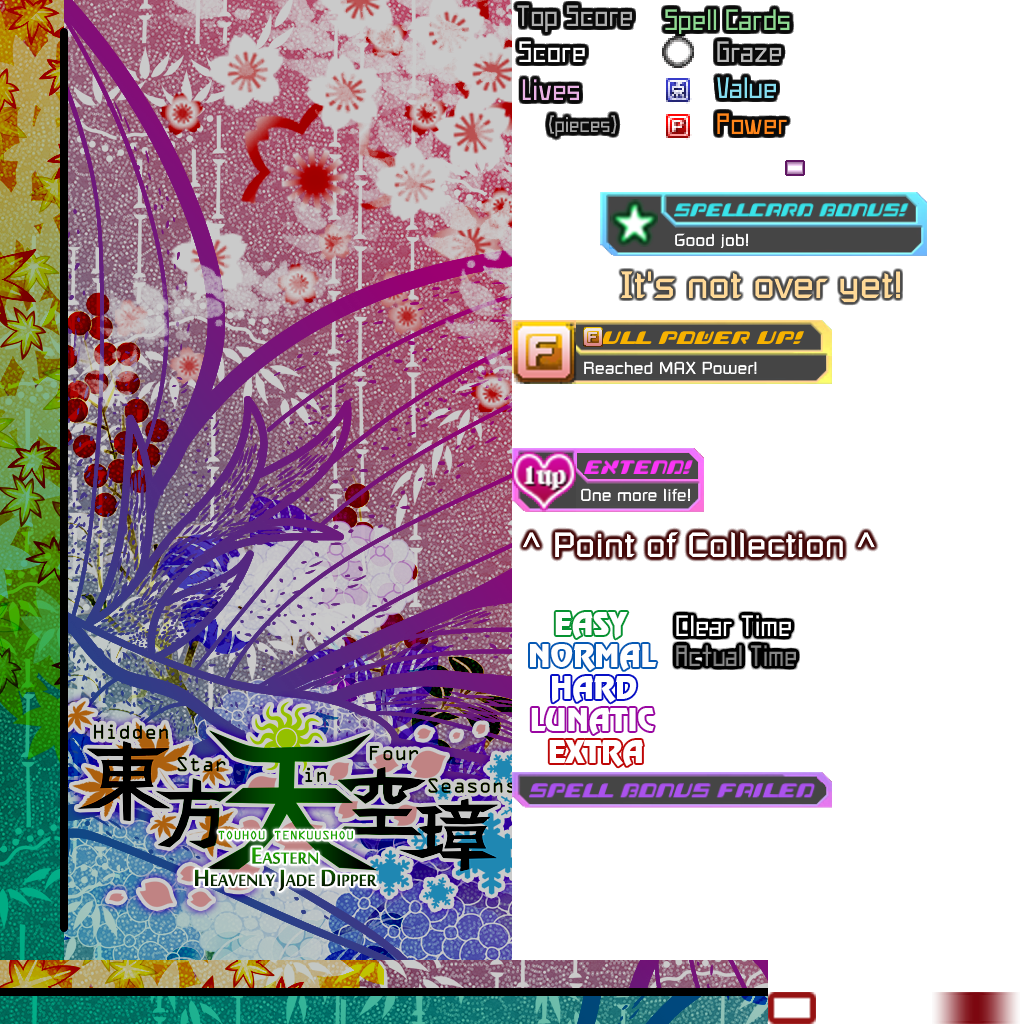 Top Score
Spell Cards
Score
Graze
Lives
Value
(pieces)
P
Power
SPELLCARD BONUS!
Good job!
It's not over yet!
F
FULL POWER UP!
Reached MAX Power!
1up
EXTEND!
One more life!
^ Point of Collection ^
EASY
NORMAL
HARD
LUNATIC
EXTRA
Clear Time
Actual Time
SPELL BONUS FAILED
Hidden
Star
in
Four
Seasons
東方天空璋
TOUHOU TENKUUSHOU
EASTERN
HEAVENLY JADE DIPPER